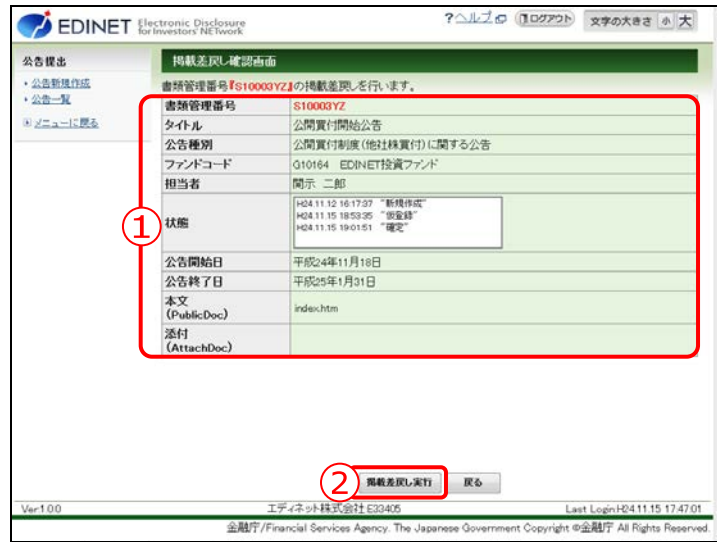 EDINET Electronic Disclosure for Investors' NETwork
?ヘルプ ログアウト 文字の大きさ 小 大
公告提出
・公告新規作成
・公告一覧
メニューに戻る
掲載差戻し確認画面
書類管理番号『S10003YZ』の掲載差戻しを行います。
①
書類管理番号 S10003YZ
タイトル 公開買付開始公告
公告種別 公開買付制度(他社株買付)に関する公告
ファンドコード G10164 EDINET投資ファンド
担当者 開示 二郎
状態
H24.11.12 16:17:37 "新規作成"
H24.11.15 18:53:35 "仮登録"
H24.11.15 19:01:51 "確定"
公告開始日 平成24年11月18日
公告終了日 平成25年1月31日
本文
(PublicDoc) index.htm
添付
(AttachDoc)
② 掲載差戻し実行 戻る
Ver.1.0.0 エディネット株式会社 E33405 Last Login:H24.11.15 17:47:01
金融庁/Financial Services Agency. The Japanese Government Copyright ©金融庁 All Rights Reserved.